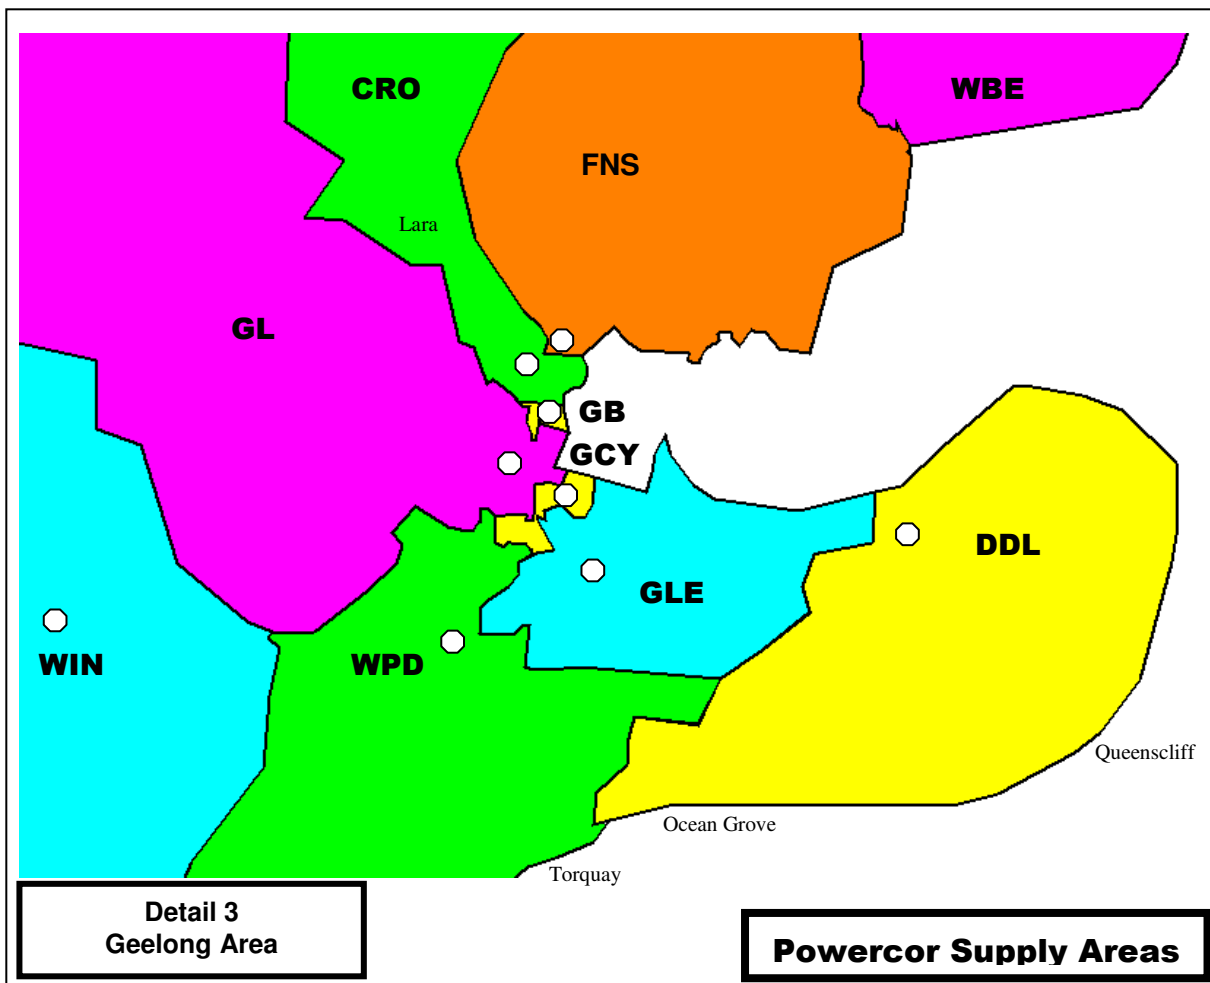 CRO
WBE
FNS
Lara
GL
GB
GCY
DDL
GLE
WIN
WPD
Queenscliff
Ocean Grove
Torquay
Detail 3
Geelong Area
Powercor Supply Areas